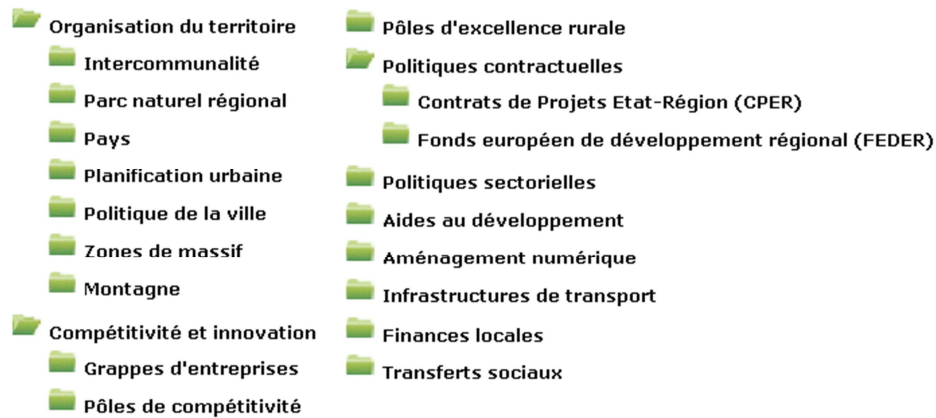 Organisation du territoire
Intercommunalité
Parc naturel régional
Pays
Planification urbaine
Politique de la ville
Zones de massif
Montagne
Compétitivité et innovation
Grappes d'entreprises
Pôles de compétitivité
Pôles d'excellence rurale
Politiques contractuelles
Contrats de Projets Etat-Région (CPER)
Fonds européen de développement régional (FEDER)
Politiques sectorielles
Aides au développement
Aménagement numérique
Infrastructures de transport
Finances locales
Transferts sociaux